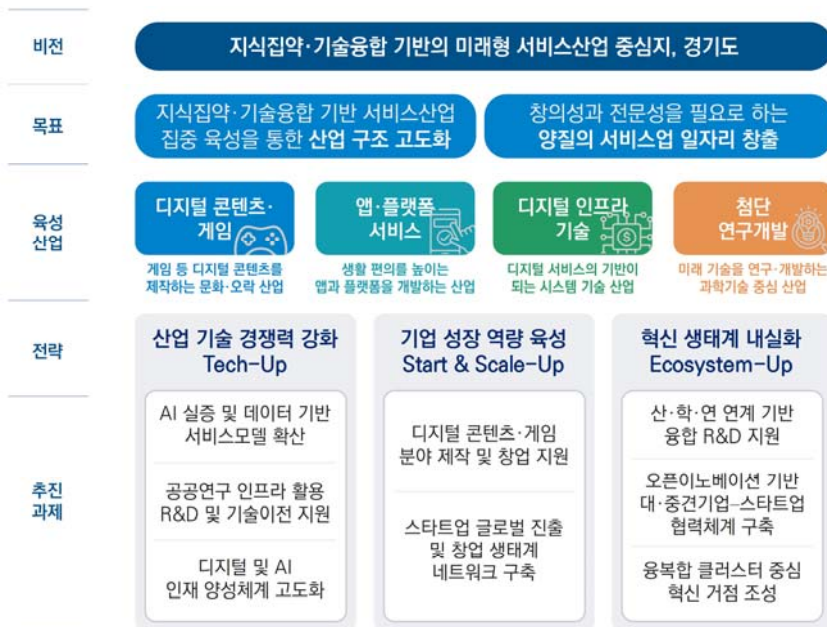 비전
지식집약·기술융합 기반의 미래형 서비스산업 중심지, 경기도
목표
지식집약·기술융합 기반 서비스산업
집중 육성을 통한 산업 구조 고도화
창의성과 전문성을 필요로 하는
양질의 서비스업 일자리 창출
육성
산업
디지털 콘텐츠·
게임
게임 등 디지털 콘텐츠를
제작하는 문화·오락 산업
앱·플랫폼
서비스
생활 편의를 높이는
앱과 플랫폼을 개발하는 산업
디지털 인프라
기술
디지털 서비스의 기반이
되는 시스템 기술 산업
첨단
연구개발
미래 기술을 연구·개발하는
과학기술 중심 산업
전략
산업 기술 경쟁력 강화
Tech-Up
기업 성장 역량 육성
Start & Scale-Up
혁신 생태계 내실화
Ecosystem-Up
추진
과제
AI 실증 및 데이터 기반
서비스모델 확산
공공연구 인프라 활용
R&D 및 기술이전 지원
디지털 및 AI
인재 양성체계 고도화
디지털 콘텐츠·게임
분야 제작 및 창업 지원
스타트업 글로벌 진출
및 창업 생태계
네트워크 구축
산·학·연 연계 기반
융합 R&D 지원
오픈이노베이션 기반
대·중견기업–스타트업
협력체계 구축
융복합 클러스터 중심
혁신 거점 조성